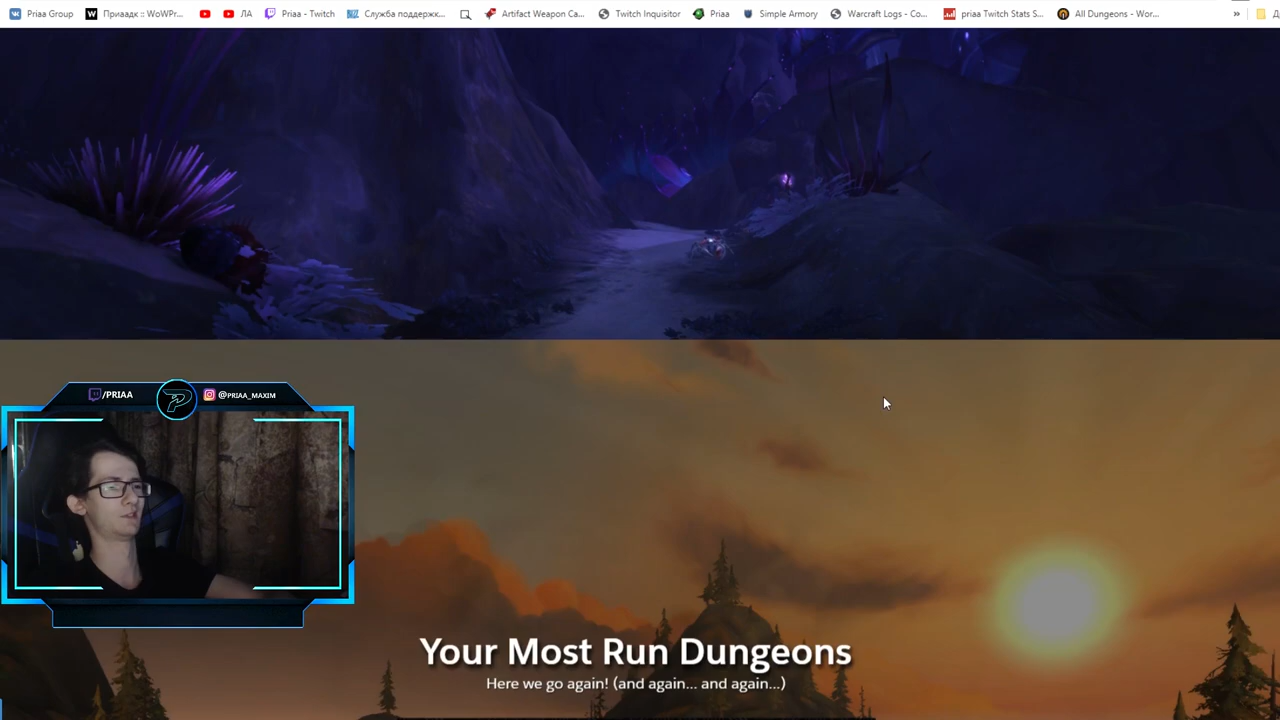 Priaa Group
Приаадк :: WoWPr...
ЛА
Priaa - Twitch
Служба поддержк...
Artifact Weapon Ca...
Twitch Inquisitor
Priaa
Simple Armory
Warcraft Logs - Co...
priaa Twitch Stats S...
All Dungeons - Wor...
»
/PRIAA
@PRIAA_MAXIM
Your Most Run Dungeons
Here we go again! (and again... and again...)